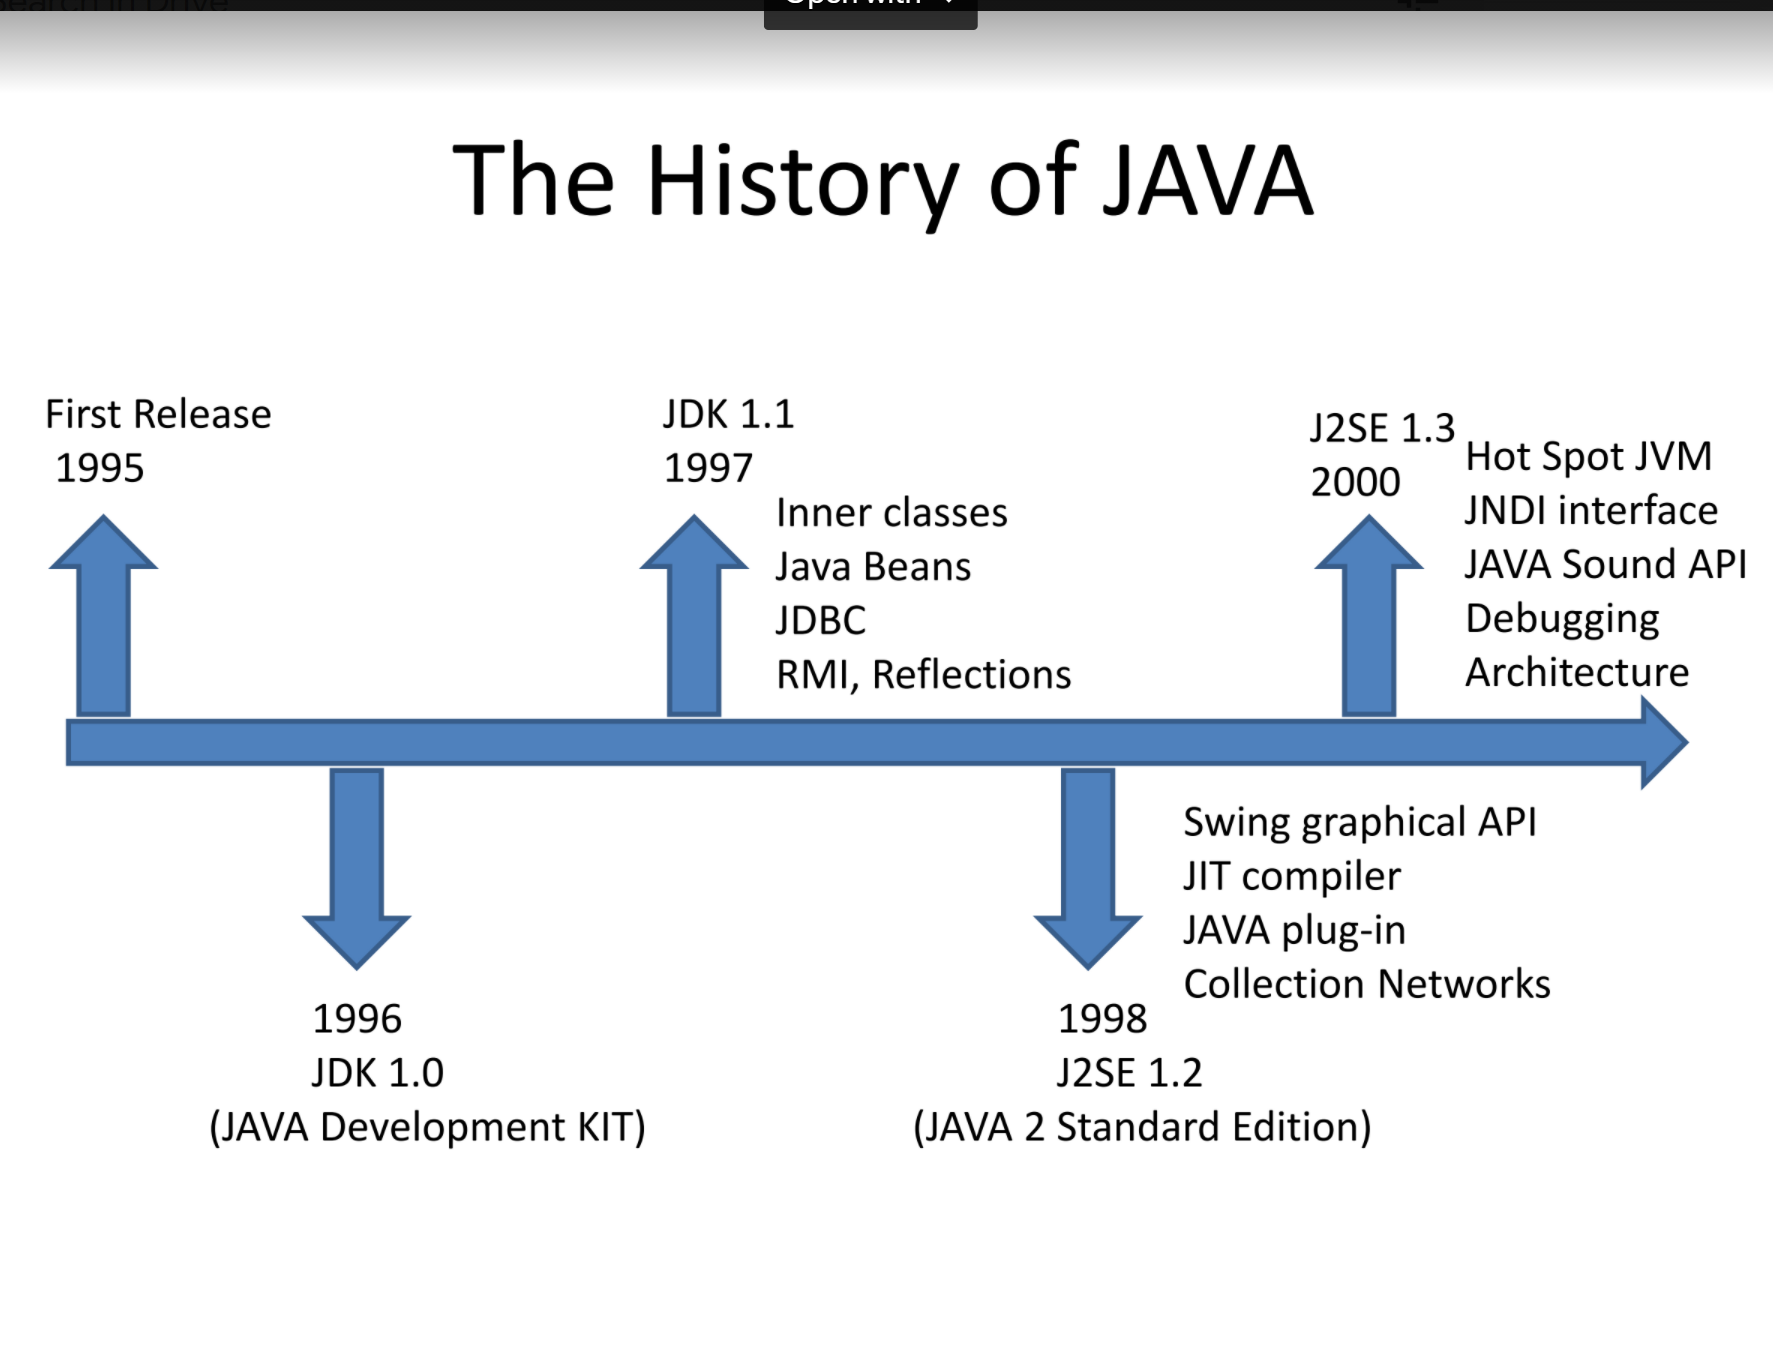 Open with
The History of JAVA
First Release
1995
JDK 1.1
1997
Inner classes
Java Beans
JDBC
RMI, Reflections
J2SE 1.3
2000
Hot Spot JVM
JNDI interface
JAVA Sound API
Debugging
Architecture
1996
JDK 1.0
(JAVA Development KIT)
Swing graphical API
JIT compiler
JAVA plug-in
Collection Networks
1998
J2SE 1.2
(JAVA 2 Standard Edition)